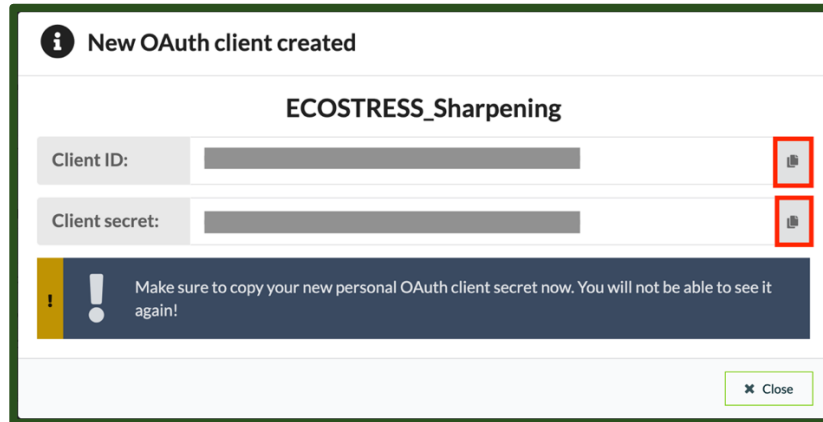 New OAuth client created
ECOSTRESS_Sharpening
Client ID:
Client secret:
! Make sure to copy your new personal OAuth client secret now. You will not be able to see it
again!
Close